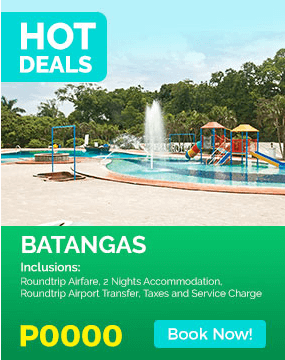 HOT
DEALS
BATANGAS
Inclusions:
Roundtrip Airfare, 2 Nights Accommodation,
Roundtrip Airport Transfer, Taxes and Service Charge
P0000
Book Now!